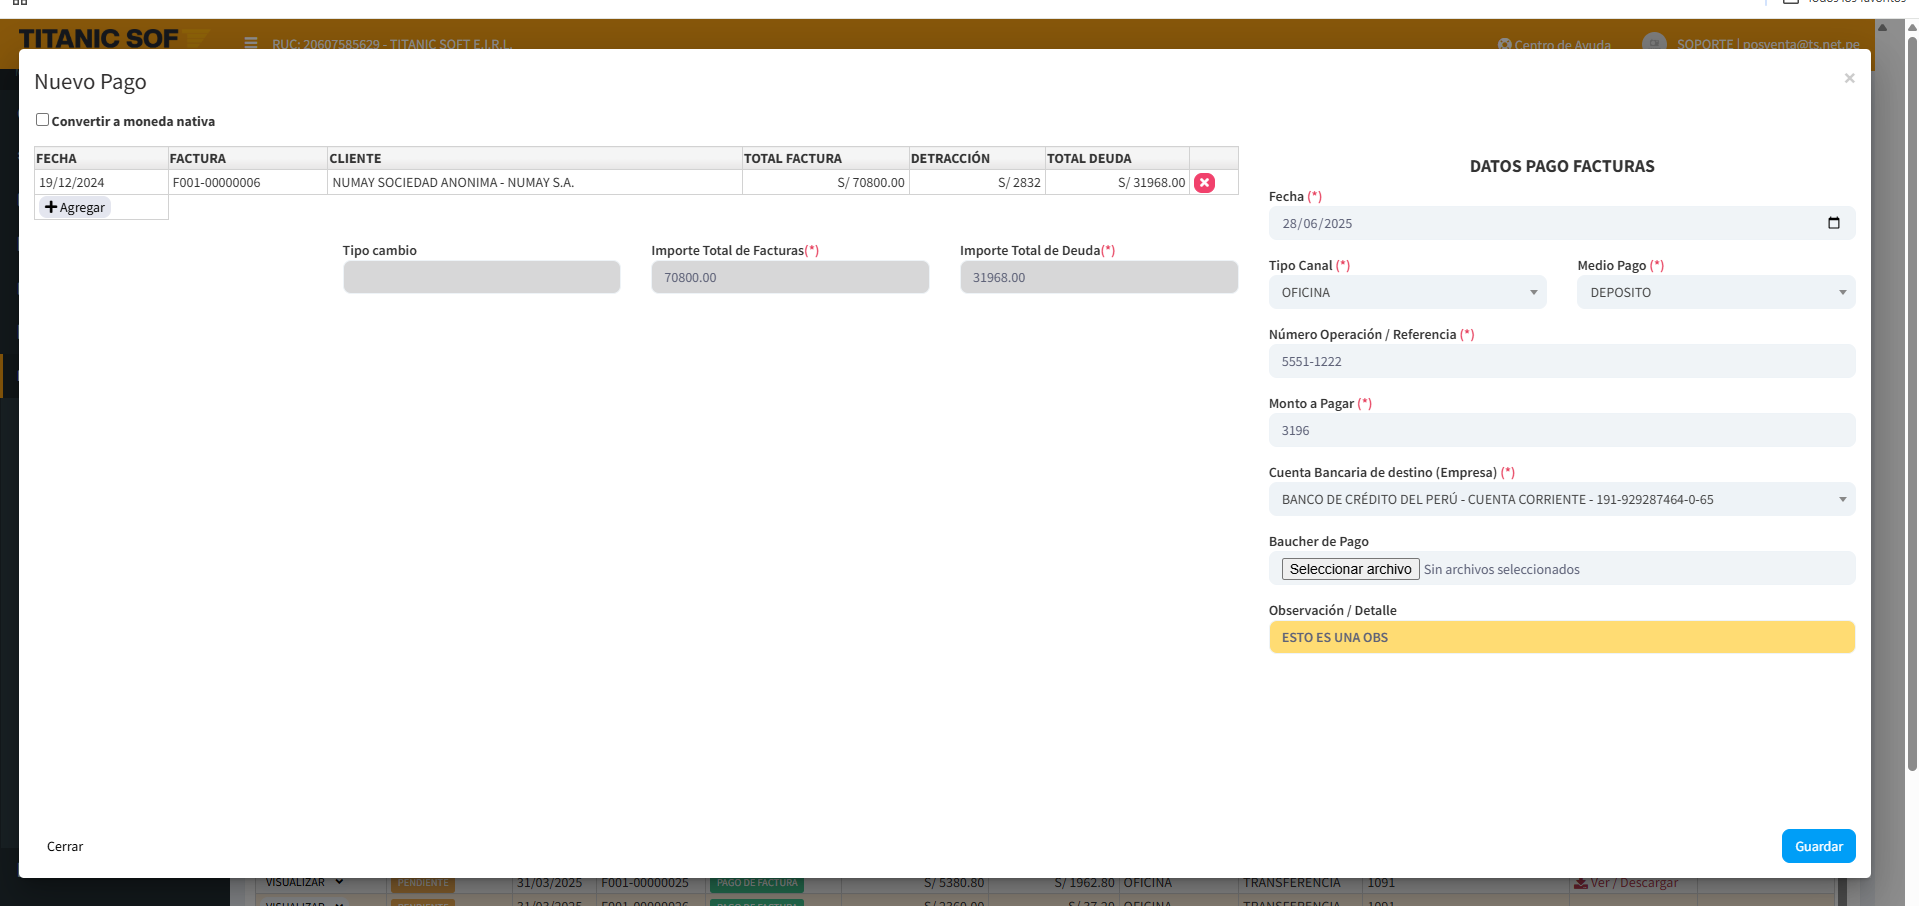 Todos los favoritos
TITANIC SOF
RUC: 20607585629 - TITANIC SOFT E.I.R.L.
Centro de Ayuda
SOPORTE | posventa@ts.net.pe
Nuevo Pago
×
Convertir a moneda nativa
FECHA FACTURA CLIENTE TOTAL FACTURA DETRACCIÓN TOTAL DEUDA
19/12/2024 F001-00000006 NUMAY SOCIEDAD ANONIMA - NUMAY S.A. S/ 70800.00 S/ 2832 S/ 31968.00
Agregar
Tipo cambio Importe Total de Facturas(*) Importe Total de Deuda(*)
70800.00 31968.00
DATOS PAGO FACTURAS
Fecha (*)
28/06/2025
Tipo Canal (*) Medio Pago (*)
OFICINA DEPOSITO
Número Operación / Referencia (*)
5551-1222
Monto a Pagar (*)
3196
Cuenta Bancaria de destino (Empresa) (*)
BANCO DE CRÉDITO DEL PERÚ - CUENTA CORRIENTE - 191-929287464-0-65
Baucher de Pago
Seleccionar archivo Sin archivos seleccionados
Observación / Detalle
ESTO ES UNA OBS
Cerrar Guardar
VISUALIZAR PENDIENTE 31/03/2025 F001-00000025 PAGO DE FACTURA S/ 5380.80 S/ 1962.80 OFICINA TRANSFERENCIA 1091 Ver / Descargar